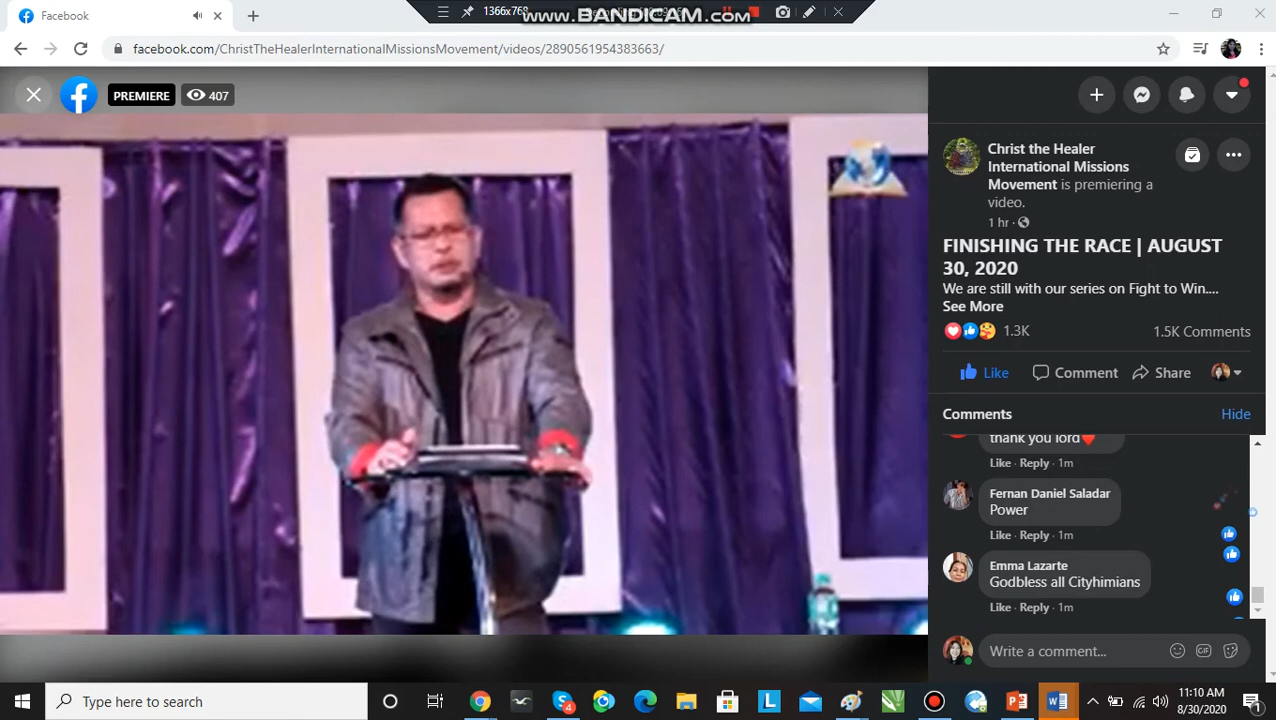 Facebook
1366x768
www.BANDICAM.com
facebook.com/ChristTheHealerInternationalMissionsMovement/videos/2890561954383663/
PREMIERE
407
Christ the Healer
International Missions
Movement is premiering a
video.
1 hr ·
FINISHING THE RACE | AUGUST
30, 2020
We are still with our series on Fight to Win....
See More
1.3K
1.5K Comments
Like
Comment
Share
Comments
Hide
thank you lord❤
Like · Reply · 1m
Fernan Daniel Saladar
Power
Like · Reply · 1m
Emma Lazarte
Godbless all Cityhimians
Like · Reply · 1m
Write a comment...
GIF
Type here to search
4
11:10 AM
8/30/2020
1